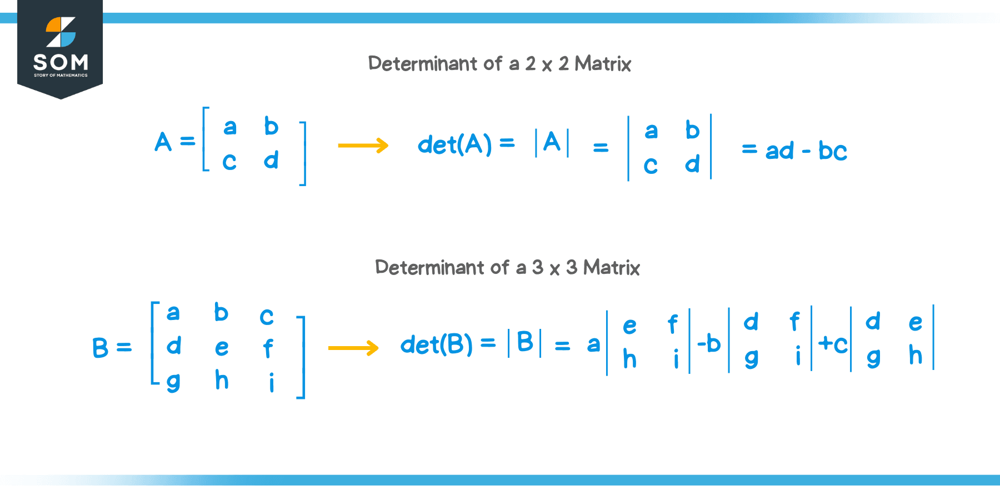 SOM
STORY OF MATHEMATICS
Determinant of a 2 x 2 Matrix
A = [ a b ; c d ] → det(A) = |A| = | a b ; c d | = ad - bc
Determinant of a 3 x 3 Matrix
B = [ a b c ; d e f ; g h i ] → det(B) = |B| = a | e f ; h i | -b | d f ; g i | +c | d e ; g h |